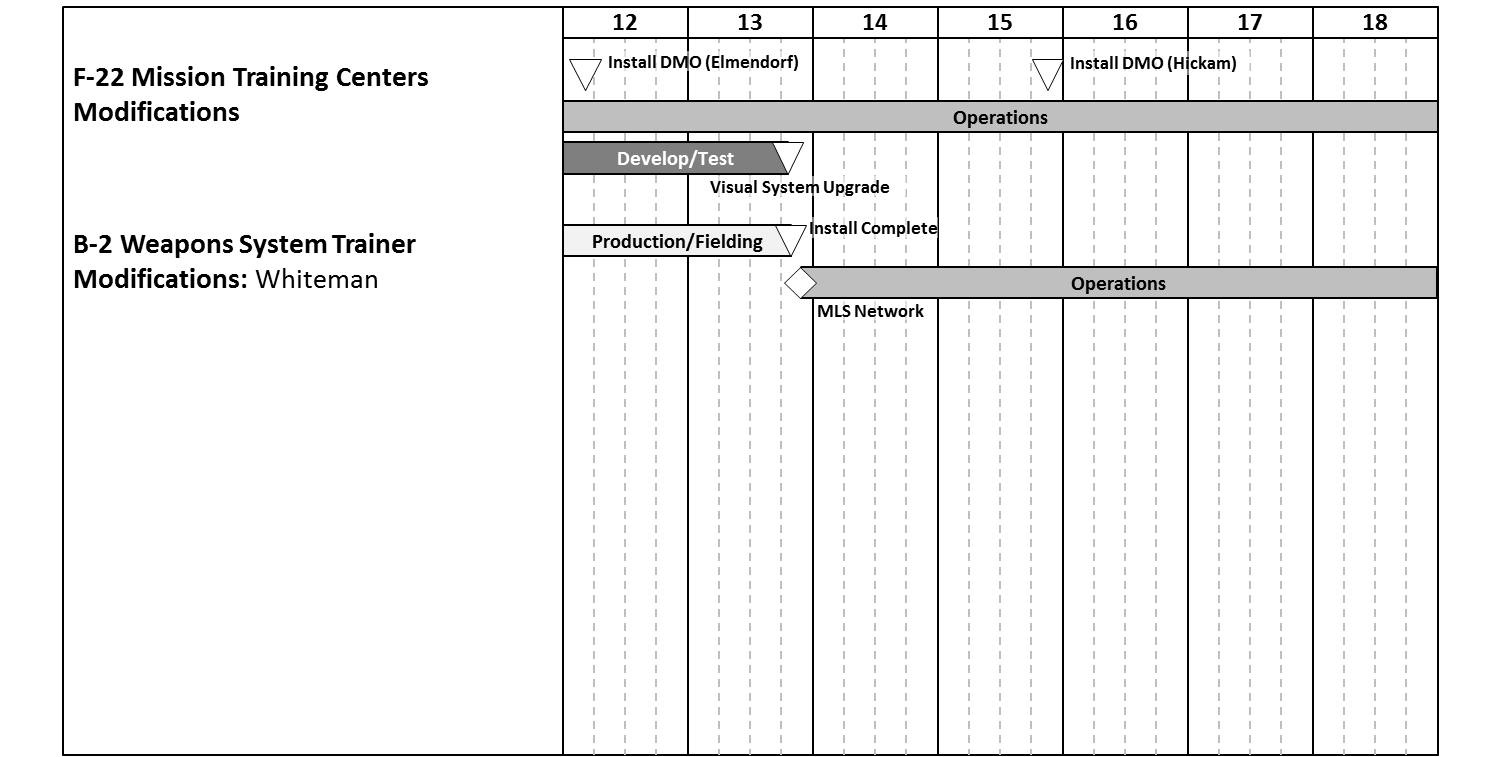 12 13 14 15 16 17 18
F-22 Mission Training Centers
Modifications
Install DMO (Elmendorf)
Install DMO (Hickam)
Operations
Develop/Test
Visual System Upgrade
B-2 Weapons System Trainer
Modifications: Whiteman
Production/Fielding
Install Complete
Operations
MLS Network